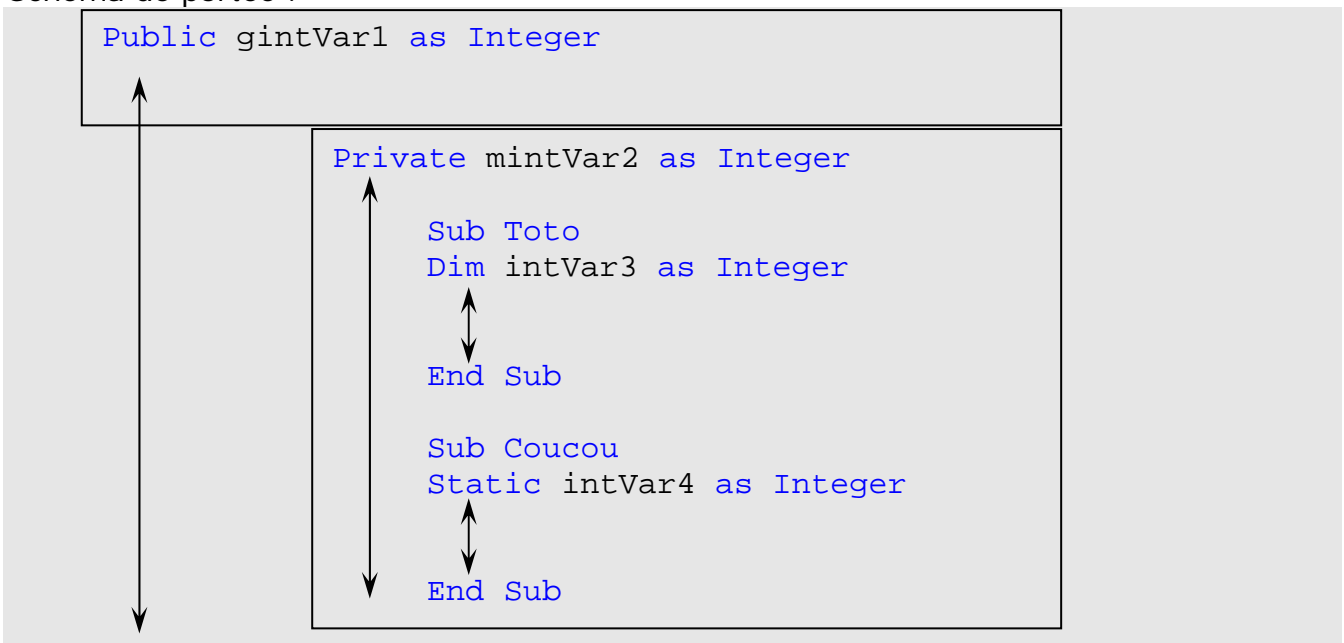 Public gintVar1 as Integer
Private mintVar2 as Integer
Sub Toto
Dim intVar3 as Integer
End Sub
Sub Coucou
Static intVar4 as Integer
End Sub